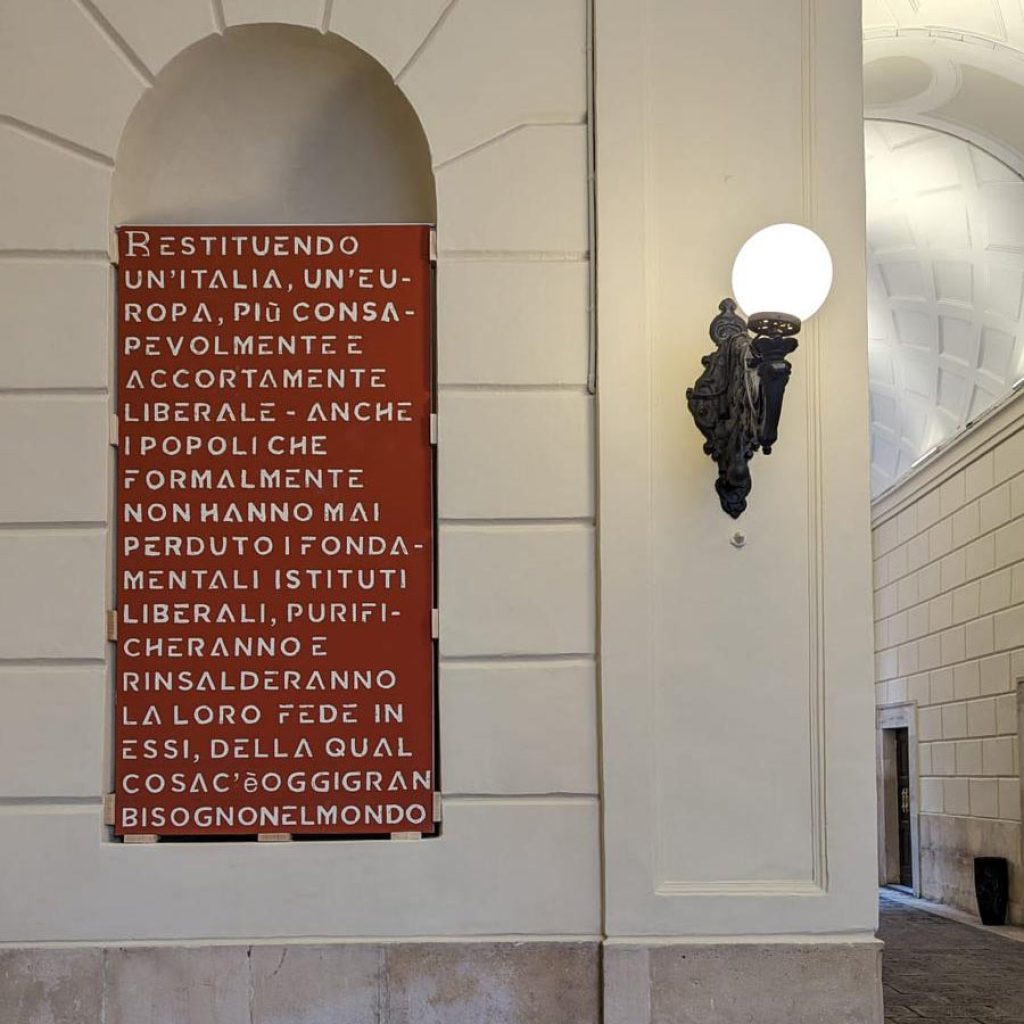 RESTITUENDO
UN'ITALIA, UN'EU-
ROPA, PIù CONSA-
PEVOLMENTE E
ACCORTAMENTE
LIBERALE - ANCHE
I POPOLI CHE
FORMALMENTE
NON HANNO MAI
PERDUTO I FONDA-
MENTALI ISTITUTI
LIBERALI, PURIFI-
CHERANNO E
RINSALDERANNO
LA LORO FEDE IN
ESSI, DELLA QUAL
COSA C'è OGGI GRAN
BISOGNO NEL MONDO